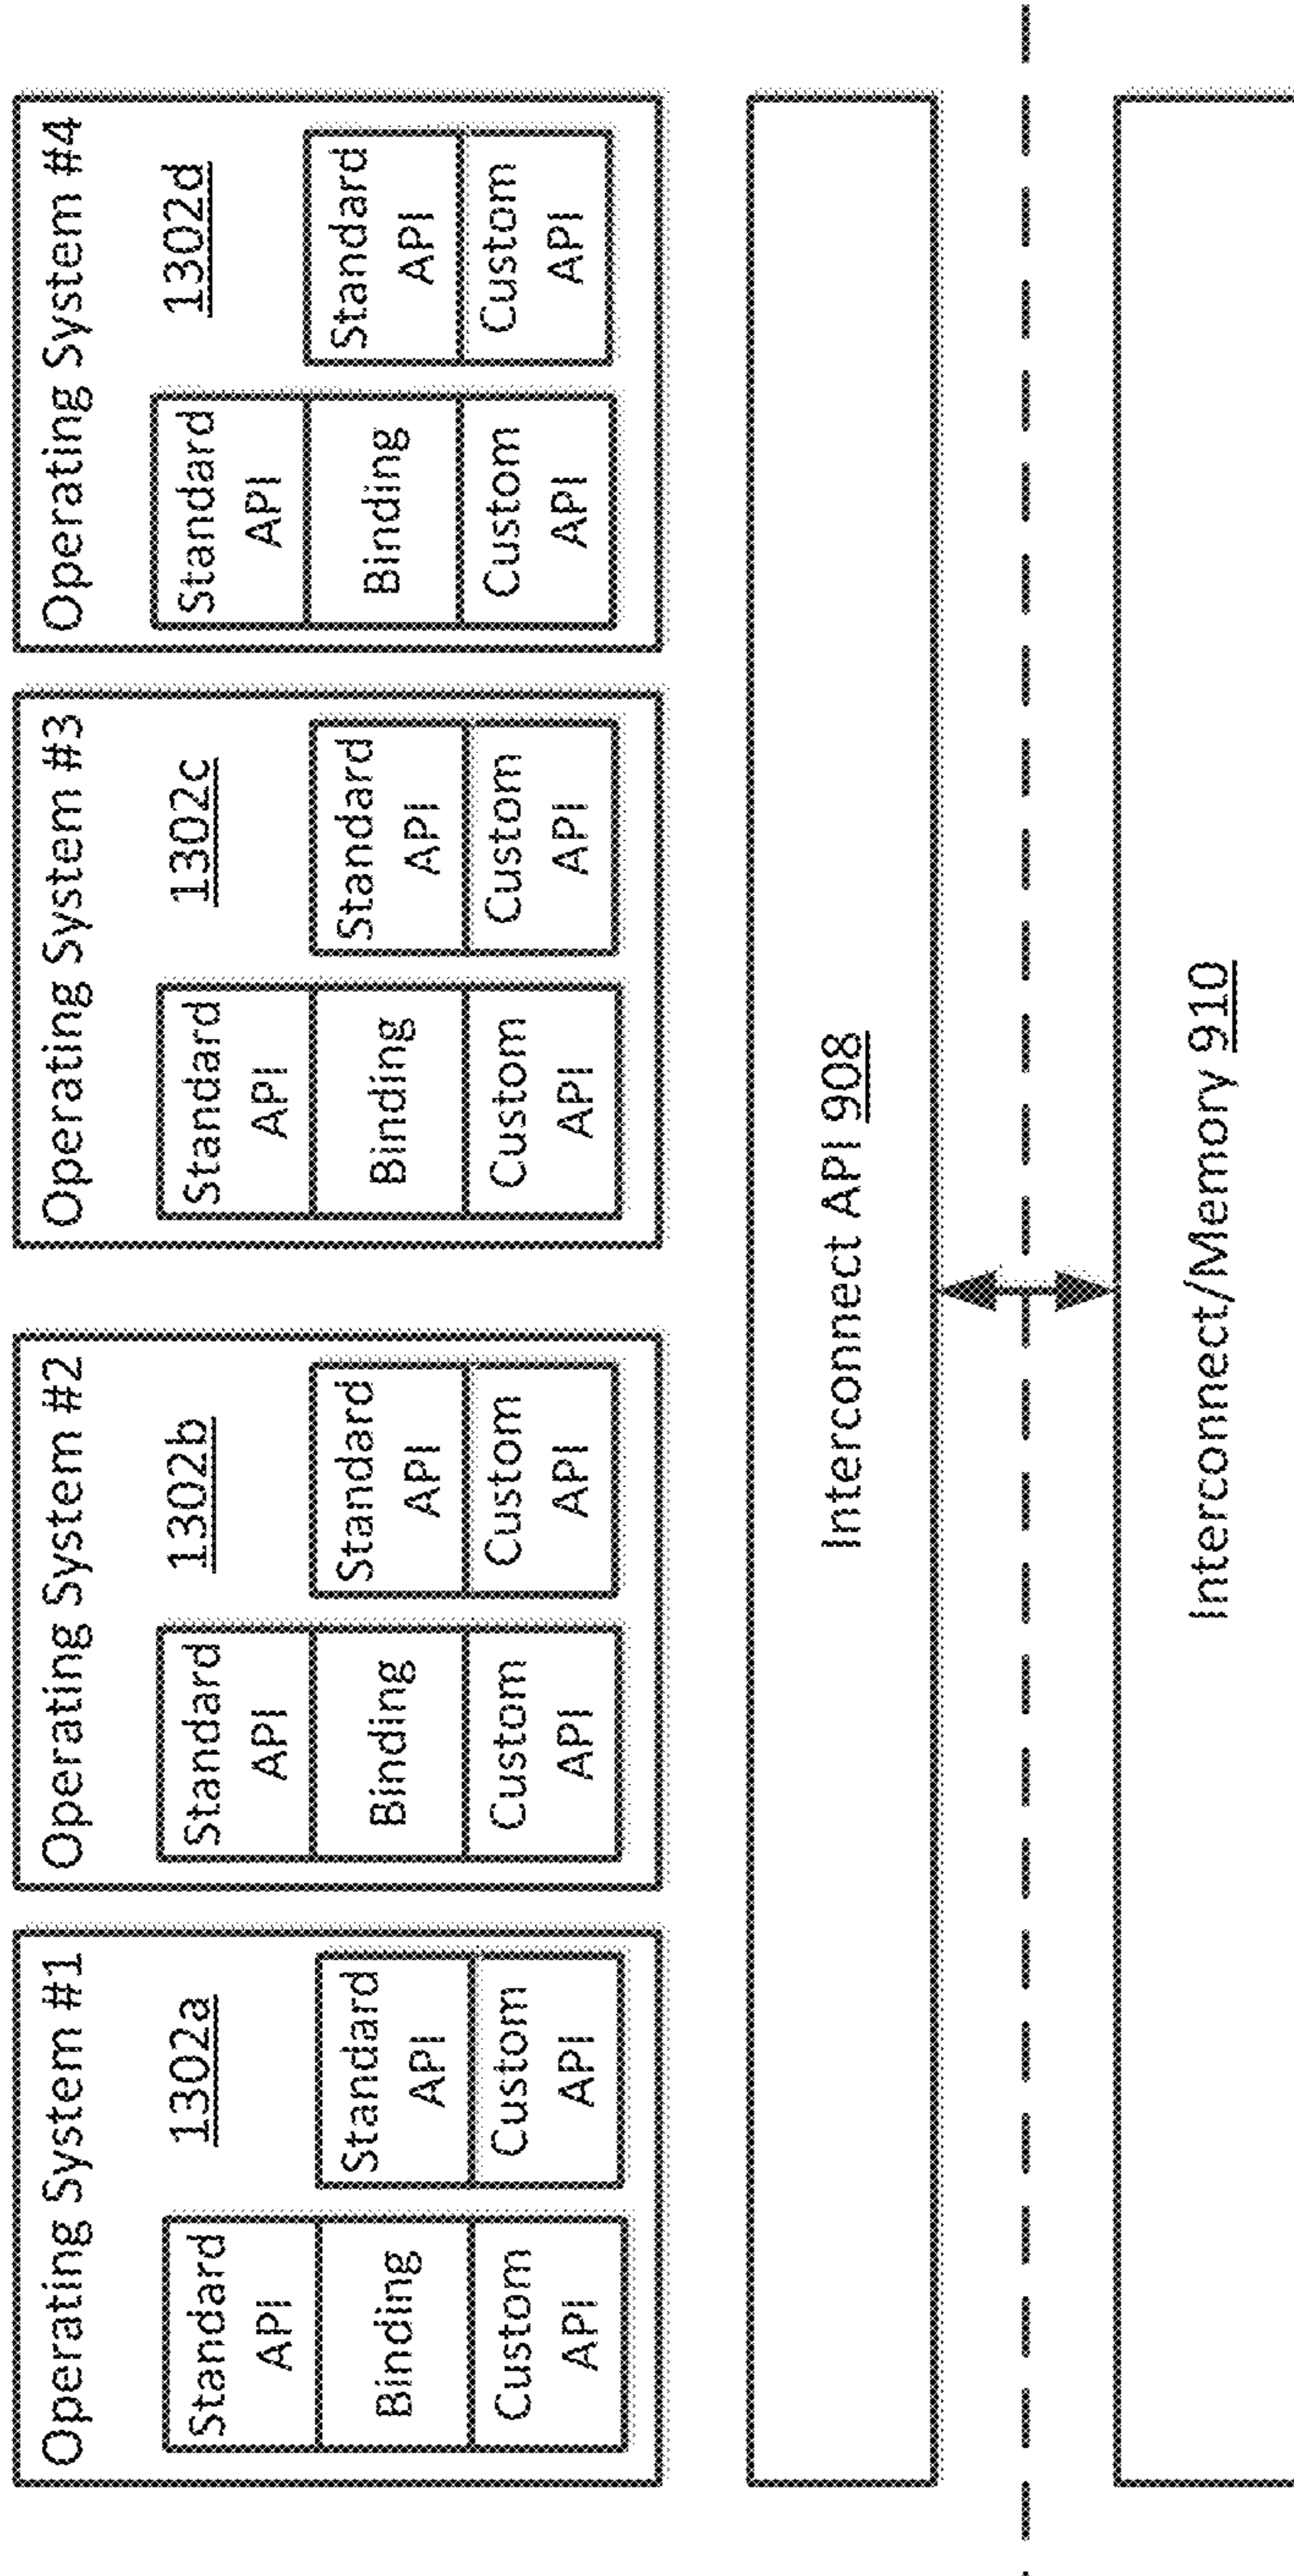 Operating System #1
1302a
Standard
API
Binding
Custom
API
Standard
API
Custom
API
Operating System #2
1302b
Standard
API
Binding
Custom
API
Standard
API
Custom
API
Operating System #3
1302c
Standard
API
Binding
Custom
API
Standard
API
Custom
API
Operating System #4
1302d
Standard
API
Binding
Custom
API
Standard
API
Custom
API
Interconnect API 908
Interconnect/Memory 910